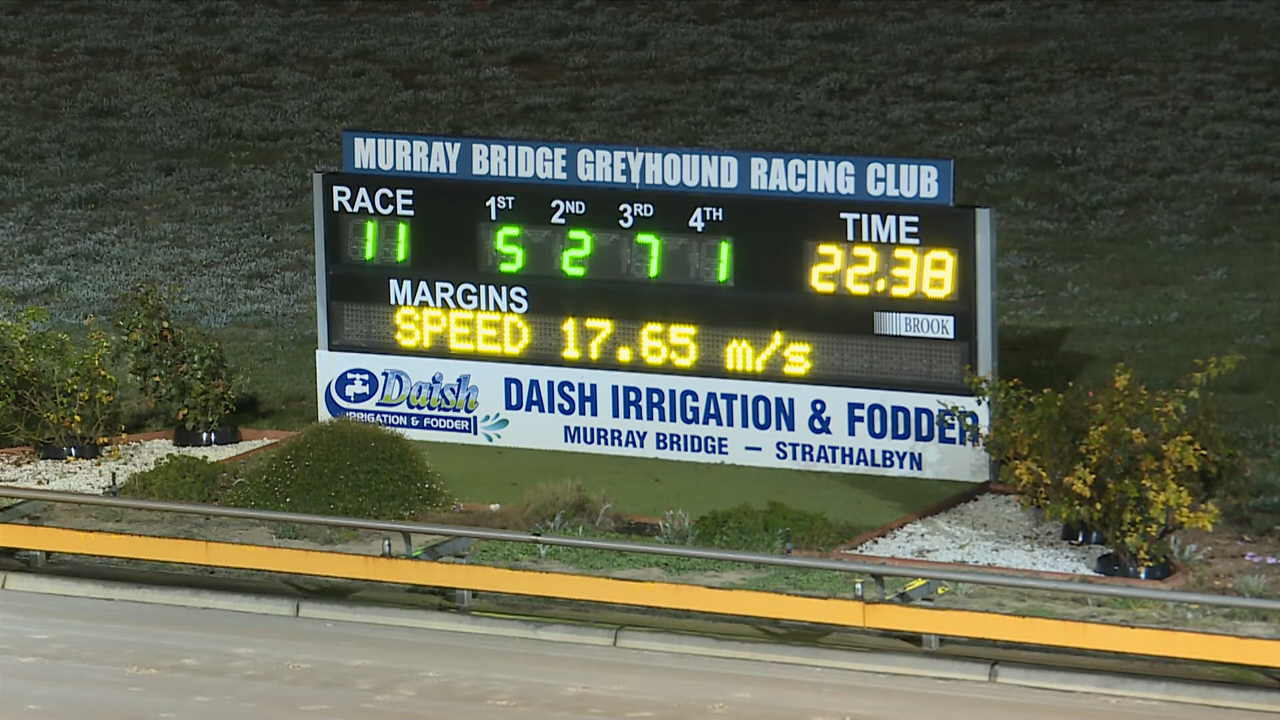 MURRAY BRIDGE GREYHOUND RACING CLUB
RACE 1ST 2ND 3RD 4TH TIME
11 5 2 7 1 22.38
MARGINS
BROOK
SPEED 17.65 m/s
Daish
IRRIGATION & FODDER
DAISH IRRIGATION & FODDER
MURRAY BRIDGE — STRATHALBYN